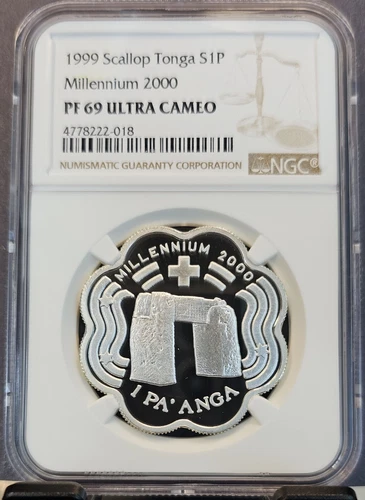 1999 Scallop Tonga S1P
Millennium 2000
PF 69 ULTRA CAMEO
4778222-018
NUMISMATIC GUARANTY CORPORATION
NGC®
MILLENNIUM 2000
1 PA'ANGA